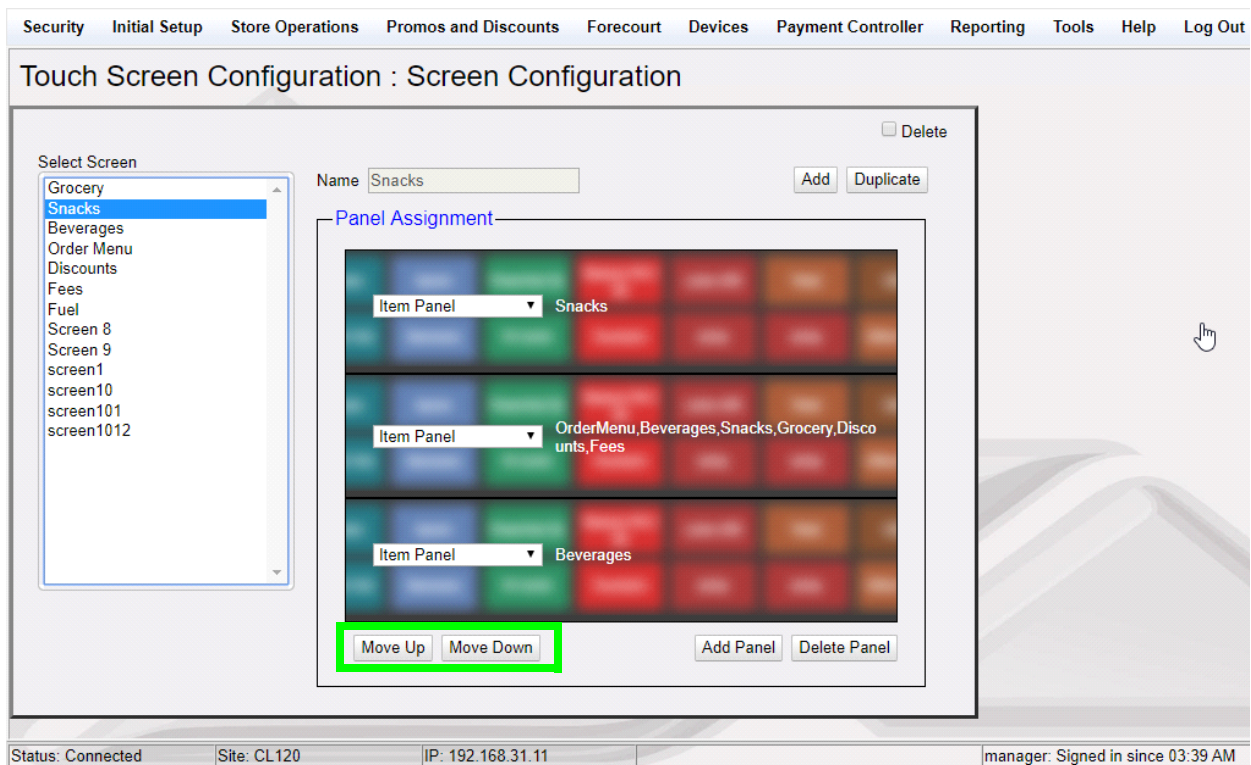 Security Initial Setup Store Operations Promos and Discounts Forecourt Devices Payment Controller Reporting Tools Help Log Out
Touch Screen Configuration : Screen Configuration
Delete
Select Screen
Name Snacks Add Duplicate
Grocery
Snacks
Beverages
Order Menu
Discounts
Fees
Fuel
Screen 8
Screen 9
screen1
screen10
screen101
screen1012
Panel Assignment
Item Panel Snacks
Item Panel OrderMenu,Beverages,Snacks,Grocery,Disco
unts,Fees
Item Panel Beverages
Move Up Move Down Add Panel Delete Panel
Status: Connected Site: CL120 IP: 192.168.31.11 manager: Signed in since 03:39 AM